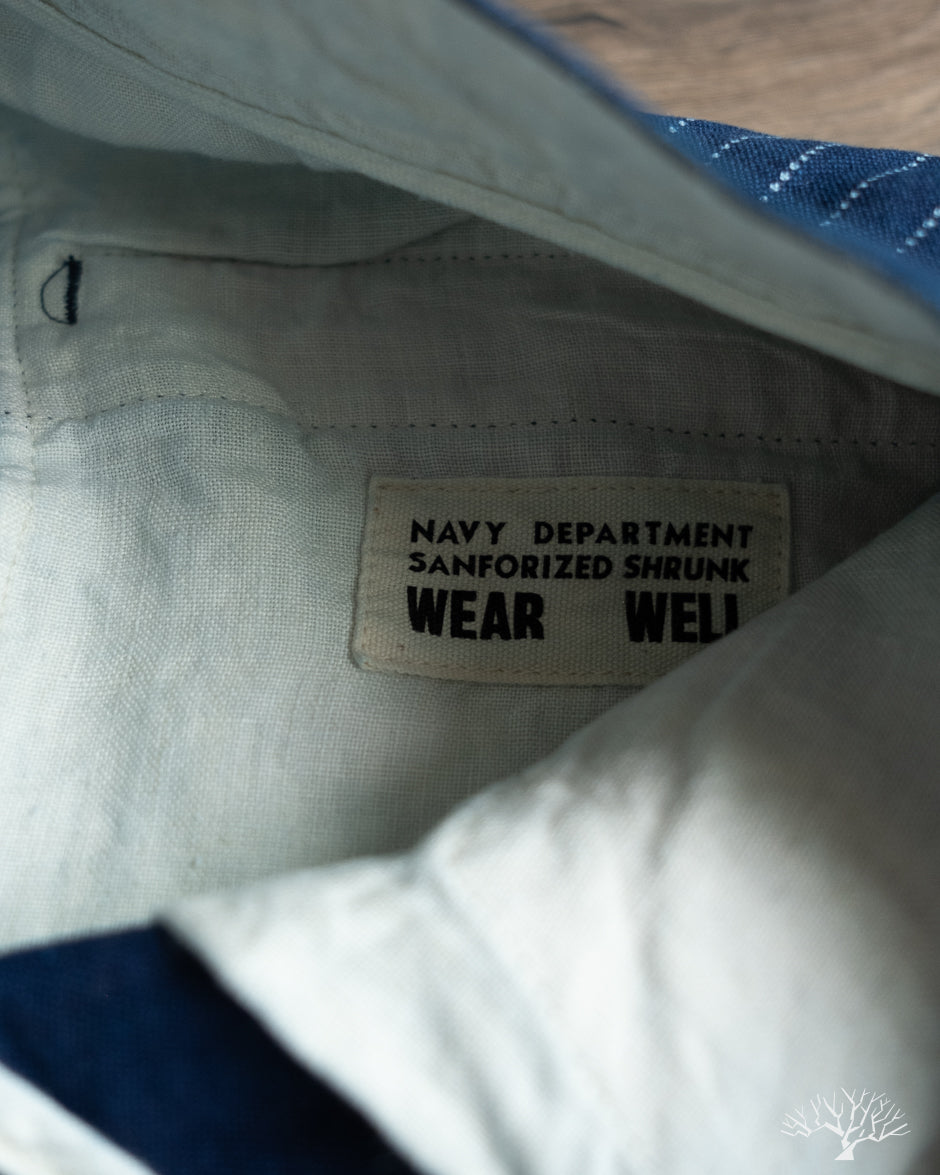 NAVY DEPARTMENT
SANFORIZED SHRUNK
WEAR WELL